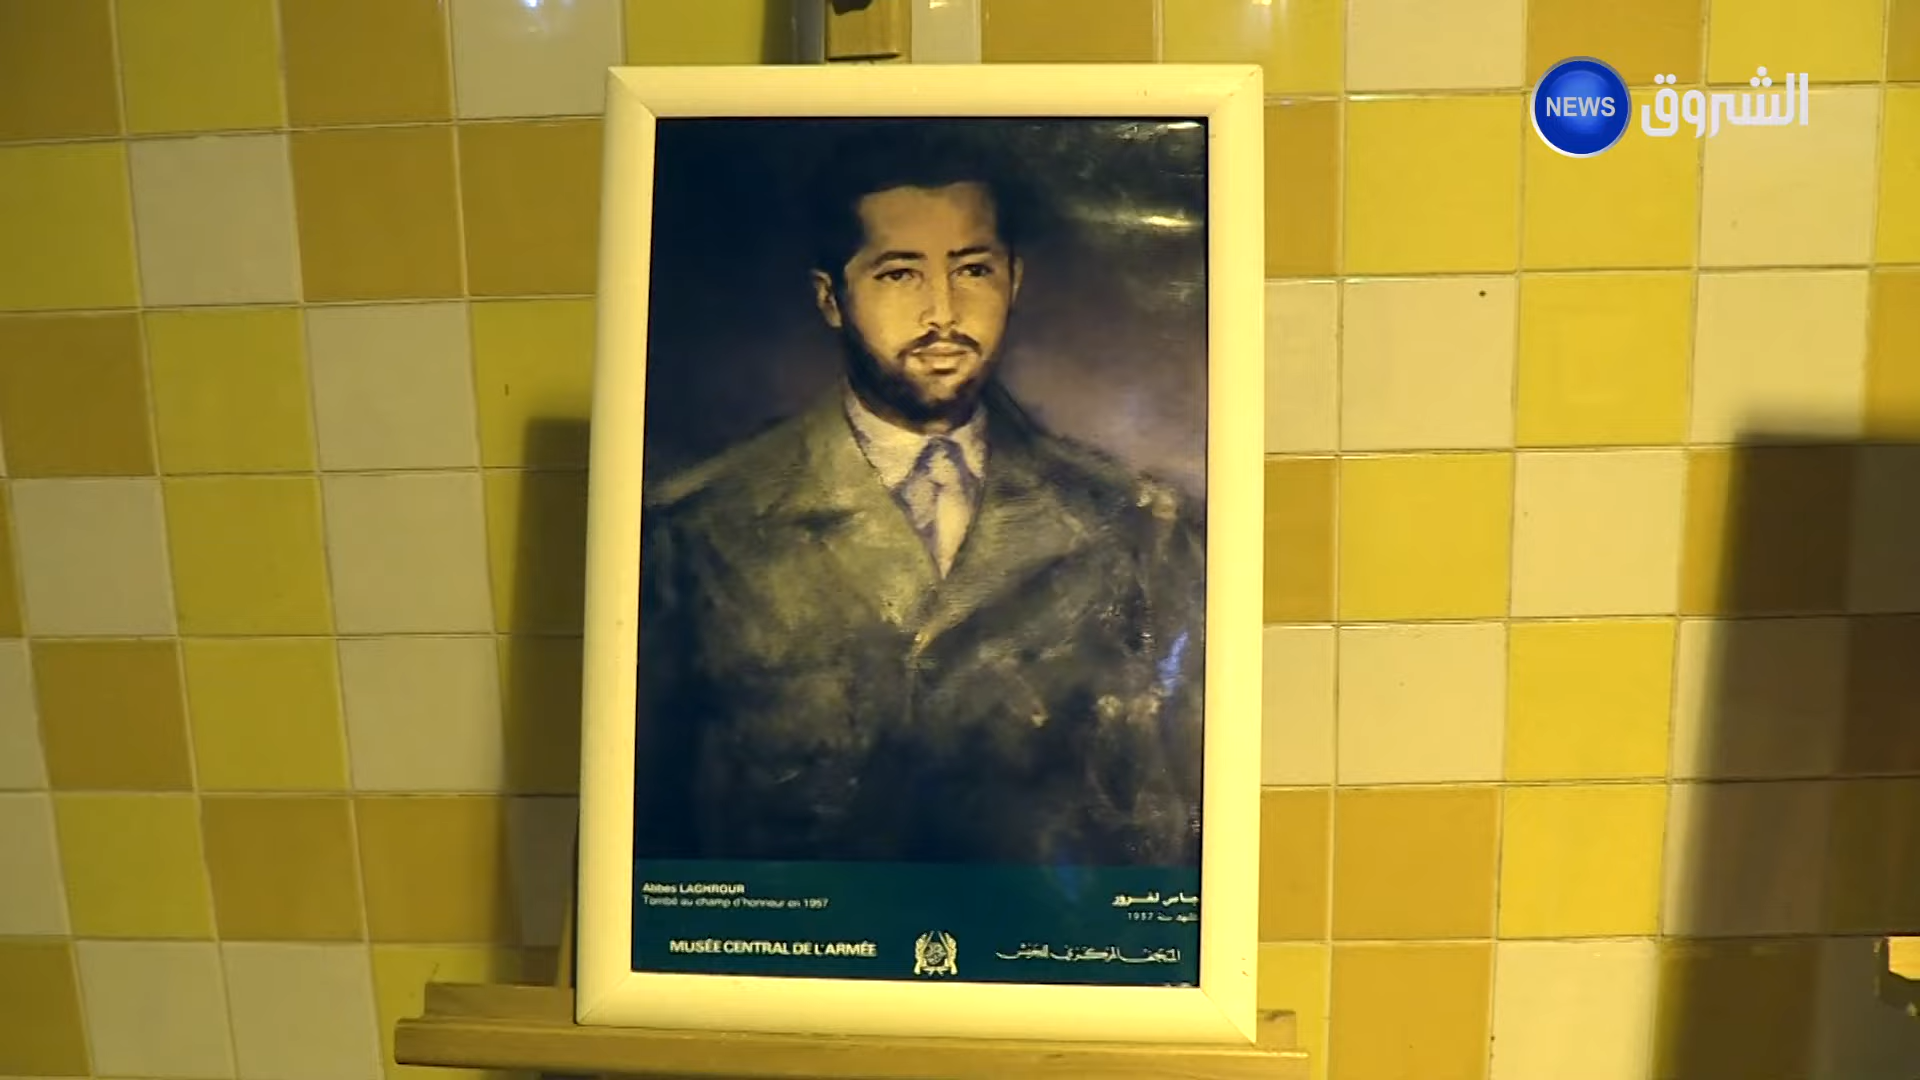 NEWS الشروق
Abbes LAGHROUR
Tombé au champ d'honneur en 1957
باس لغرور
1957
MUSÉE CENTRAL DE L'ARMÉE
المتحف المركزي للجيش